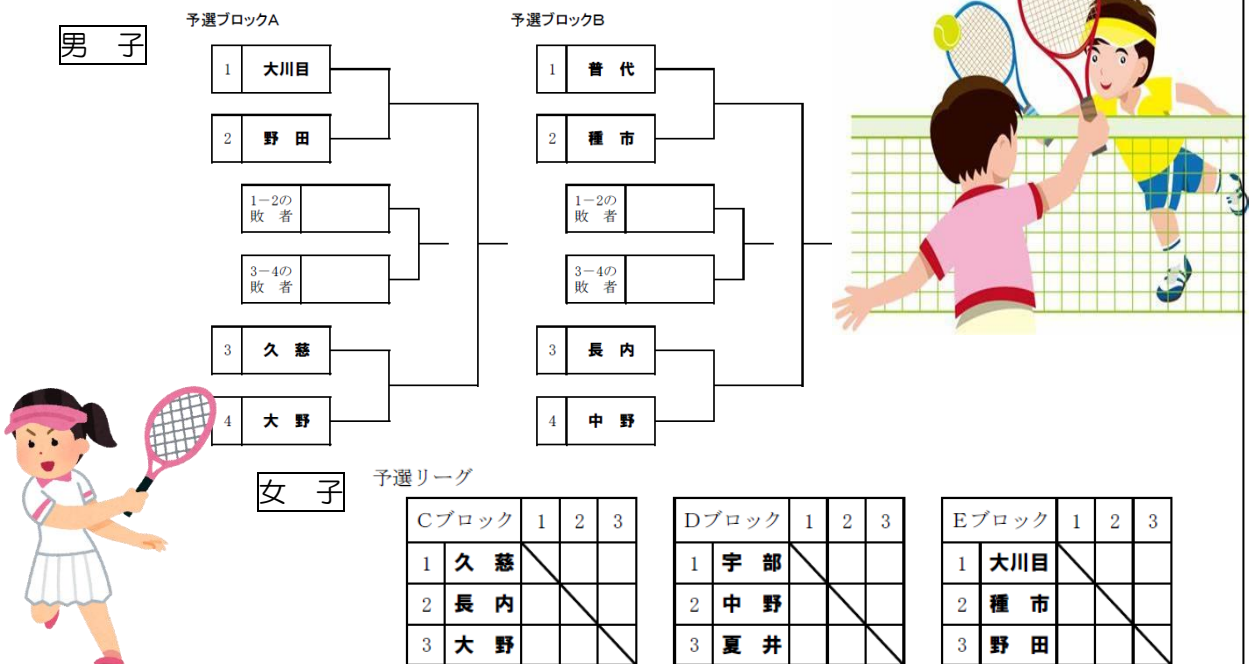 男　子
予選ブロックA
1 大川目
2 野　田
1－2の
敗　者
3－4の
敗　者
3 久　慈
4 大　野
予選ブロックB
1 普　代
2 種　市
1－2の
敗　者
3－4の
敗　者
3 長　内
4 中　野
女　子
予選リーグ
Cブロック 1 2 3
1 久　慈
2 長　内
3 大　野
Dブロック 1 2 3
1 宇　部
2 中　野
3 夏　井
Eブロック 1 2 3
1 大川目
2 種　市
3 野　田